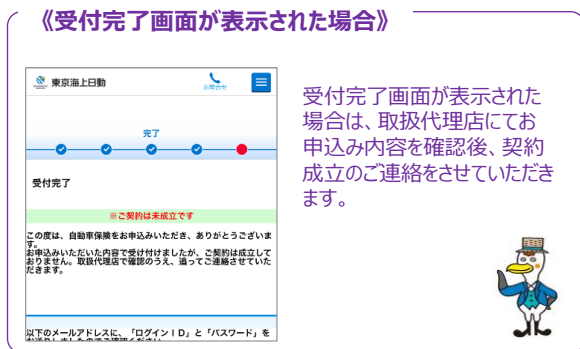 《受付完了画面が表示された場合》
東京海上日動
お問合せ
完了
受付完了
※ご契約は未成立です
この度は、自動車保険をお申込みいただき、ありがとうございま
す。
お申込みいただいた内容で受け付けましたが、ご契約は成立して
おりません。取扱代理店で確認のうえ、追ってご連絡させていた
だきます。
以下のメールアドレスに、「ログインＩＤ」と「パスワード」を
受付完了画面が表示された
場合は、取扱代理店にてお
申込み内容を確認後、契約
成立のご連絡をさせていただき
ます。